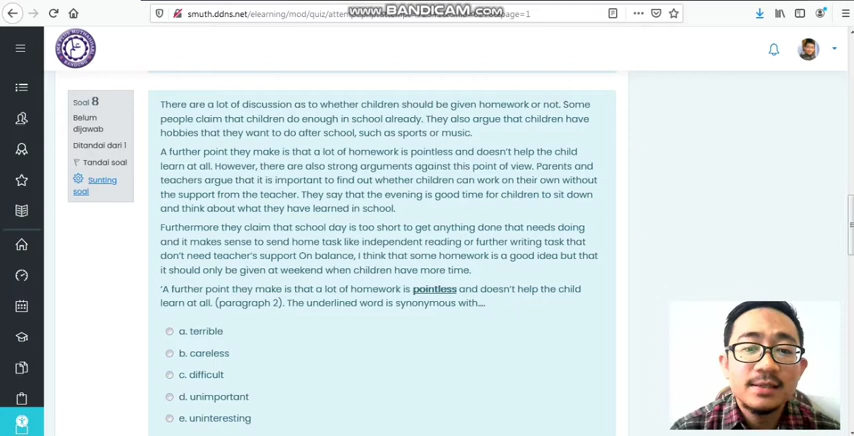 www.BANDICAM.com
smuth.ddns.net/elearning/mod/quiz/attem
page=1
Soal 8
Belum
dijawab
Ditandai dari 1
Tandai soal
Sunting
soal
There are a lot of discussion as to whether children should be given homework or not. Some
people claim that children do enough in school already. They also argue that children have
hobbies that they want to do after school, such as sports or music.
A further point they make is that a lot of homework is pointless and doesn't help the child
learn at all. However, there are also strong arguments against this point of view. Parents and
teachers argue that it is important to find out whether children can work on their own without
the support from the teacher. They say that the evening is good time for children to sit down
and think about what they have learned in school.
Furthermore they claim that school day is too short to get anything done that needs doing
and it makes sense to send home task like independent reading or further writing task that
don't need teacher's support On balance, I think that some homework is a good idea but that
it should only be given at weekend when children have more time.
'A further point they make is that a lot of homework is pointless and doesn't help the child
learn at all. (paragraph 2). The underlined word is synonymous with....
a. terrible
b. careless
c. difficult
d. unimportant
e. uninteresting